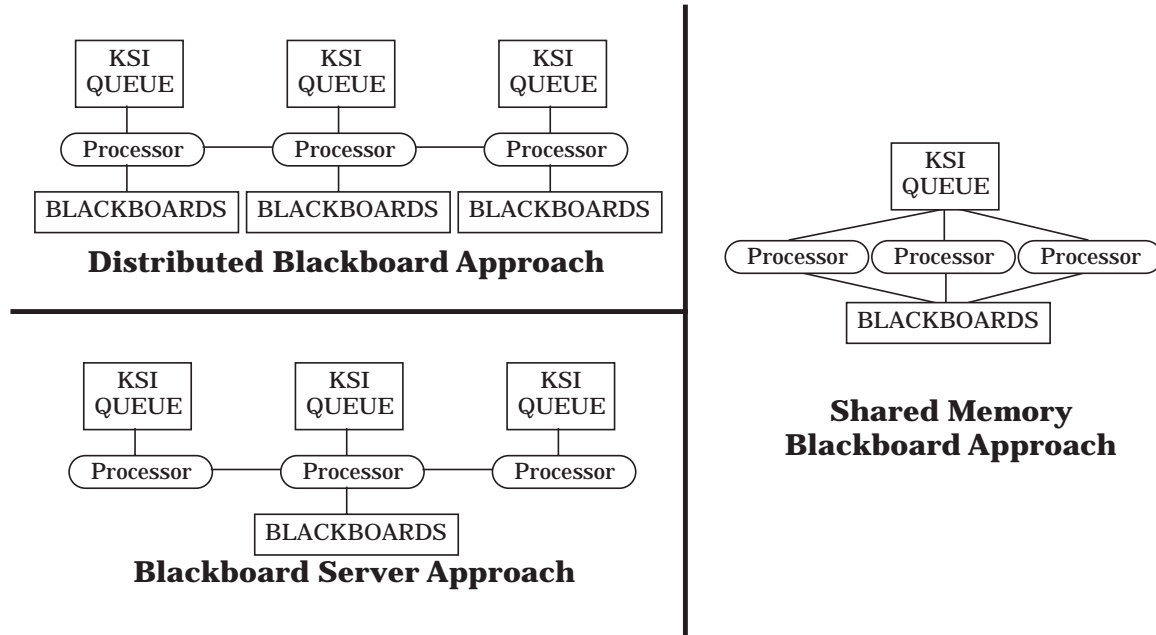 KSI
QUEUE
KSI
QUEUE
KSI
QUEUE
Processor
Processor
Processor
BLACKBOARDS
BLACKBOARDS
BLACKBOARDS
Distributed Blackboard Approach
KSI
QUEUE
KSI
QUEUE
KSI
QUEUE
Processor
Processor
Processor
BLACKBOARDS
Blackboard Server Approach
KSI
QUEUE
Processor
Processor
Processor
BLACKBOARDS
Shared Memory
Blackboard Approach